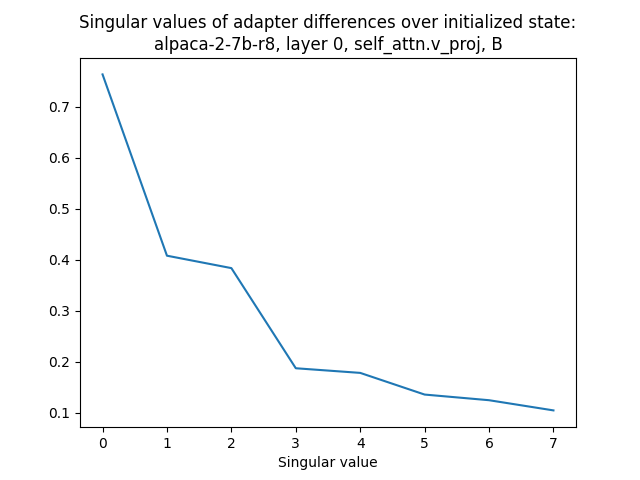 Singular values of adapter differences over initialized state:
alpaca-2-7b-r8, layer 0, self_attn.v_proj, B
0.7
0.6
0.5
0.4
0.3
0.2
0.1
0 1 2 3 4 5 6 7
Singular value